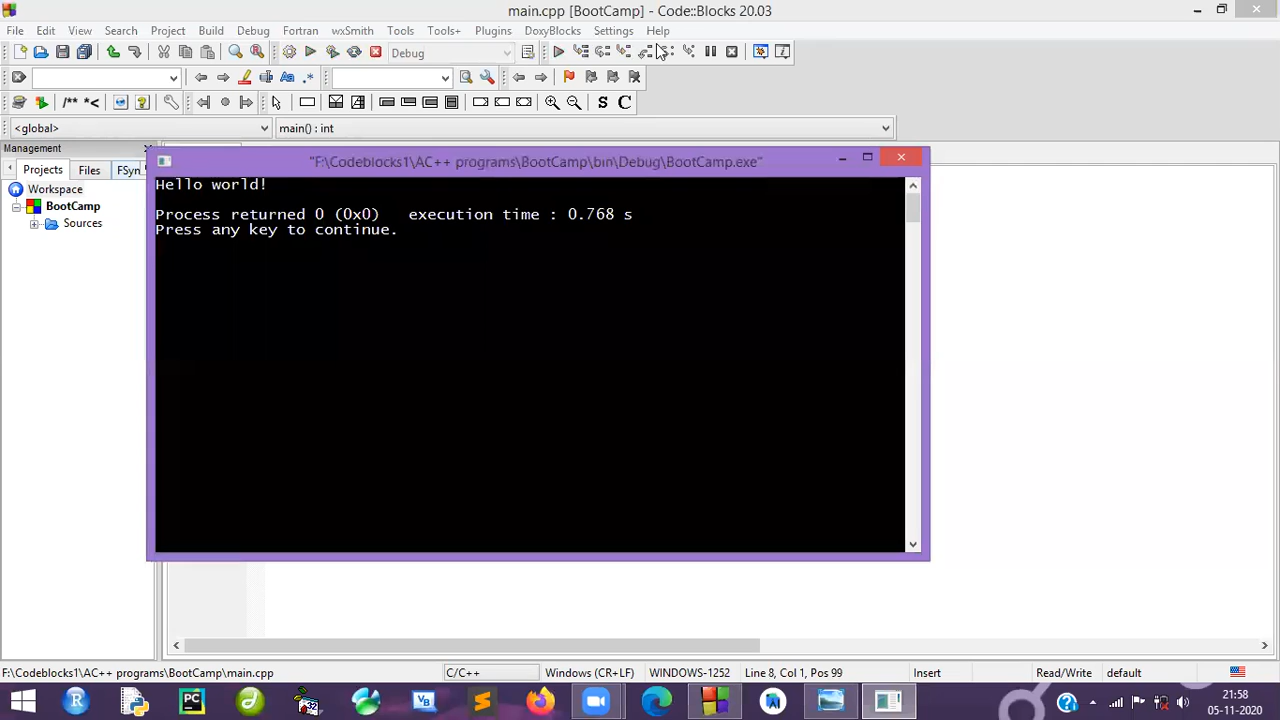 main.cpp [BootCamp] - Code::Blocks 20.03
File Edit View Search Project Build Debug Fortran wxSmith Tools Tools+ Plugins DoxyBlocks Settings Help
Debug
/** *<
S C
<global> main() : int
Management
Projects Files FSyn
"F:\Codeblocks1\AC++ programs\BootCamp\bin\Debug\BootCamp.exe"
Workspace
BootCamp
Sources
Hello world!
Process returned 0 (0x0)   execution time : 0.768 s
Press any key to continue.
F:\Codeblocks1\AC++ programs\BootCamp\main.cpp C/C++ Windows (CR+LF) WINDOWS-1252 Line 8, Col 1, Pos 99 Insert Read/Write default
R PC 32 VB
21:58
05-11-2020